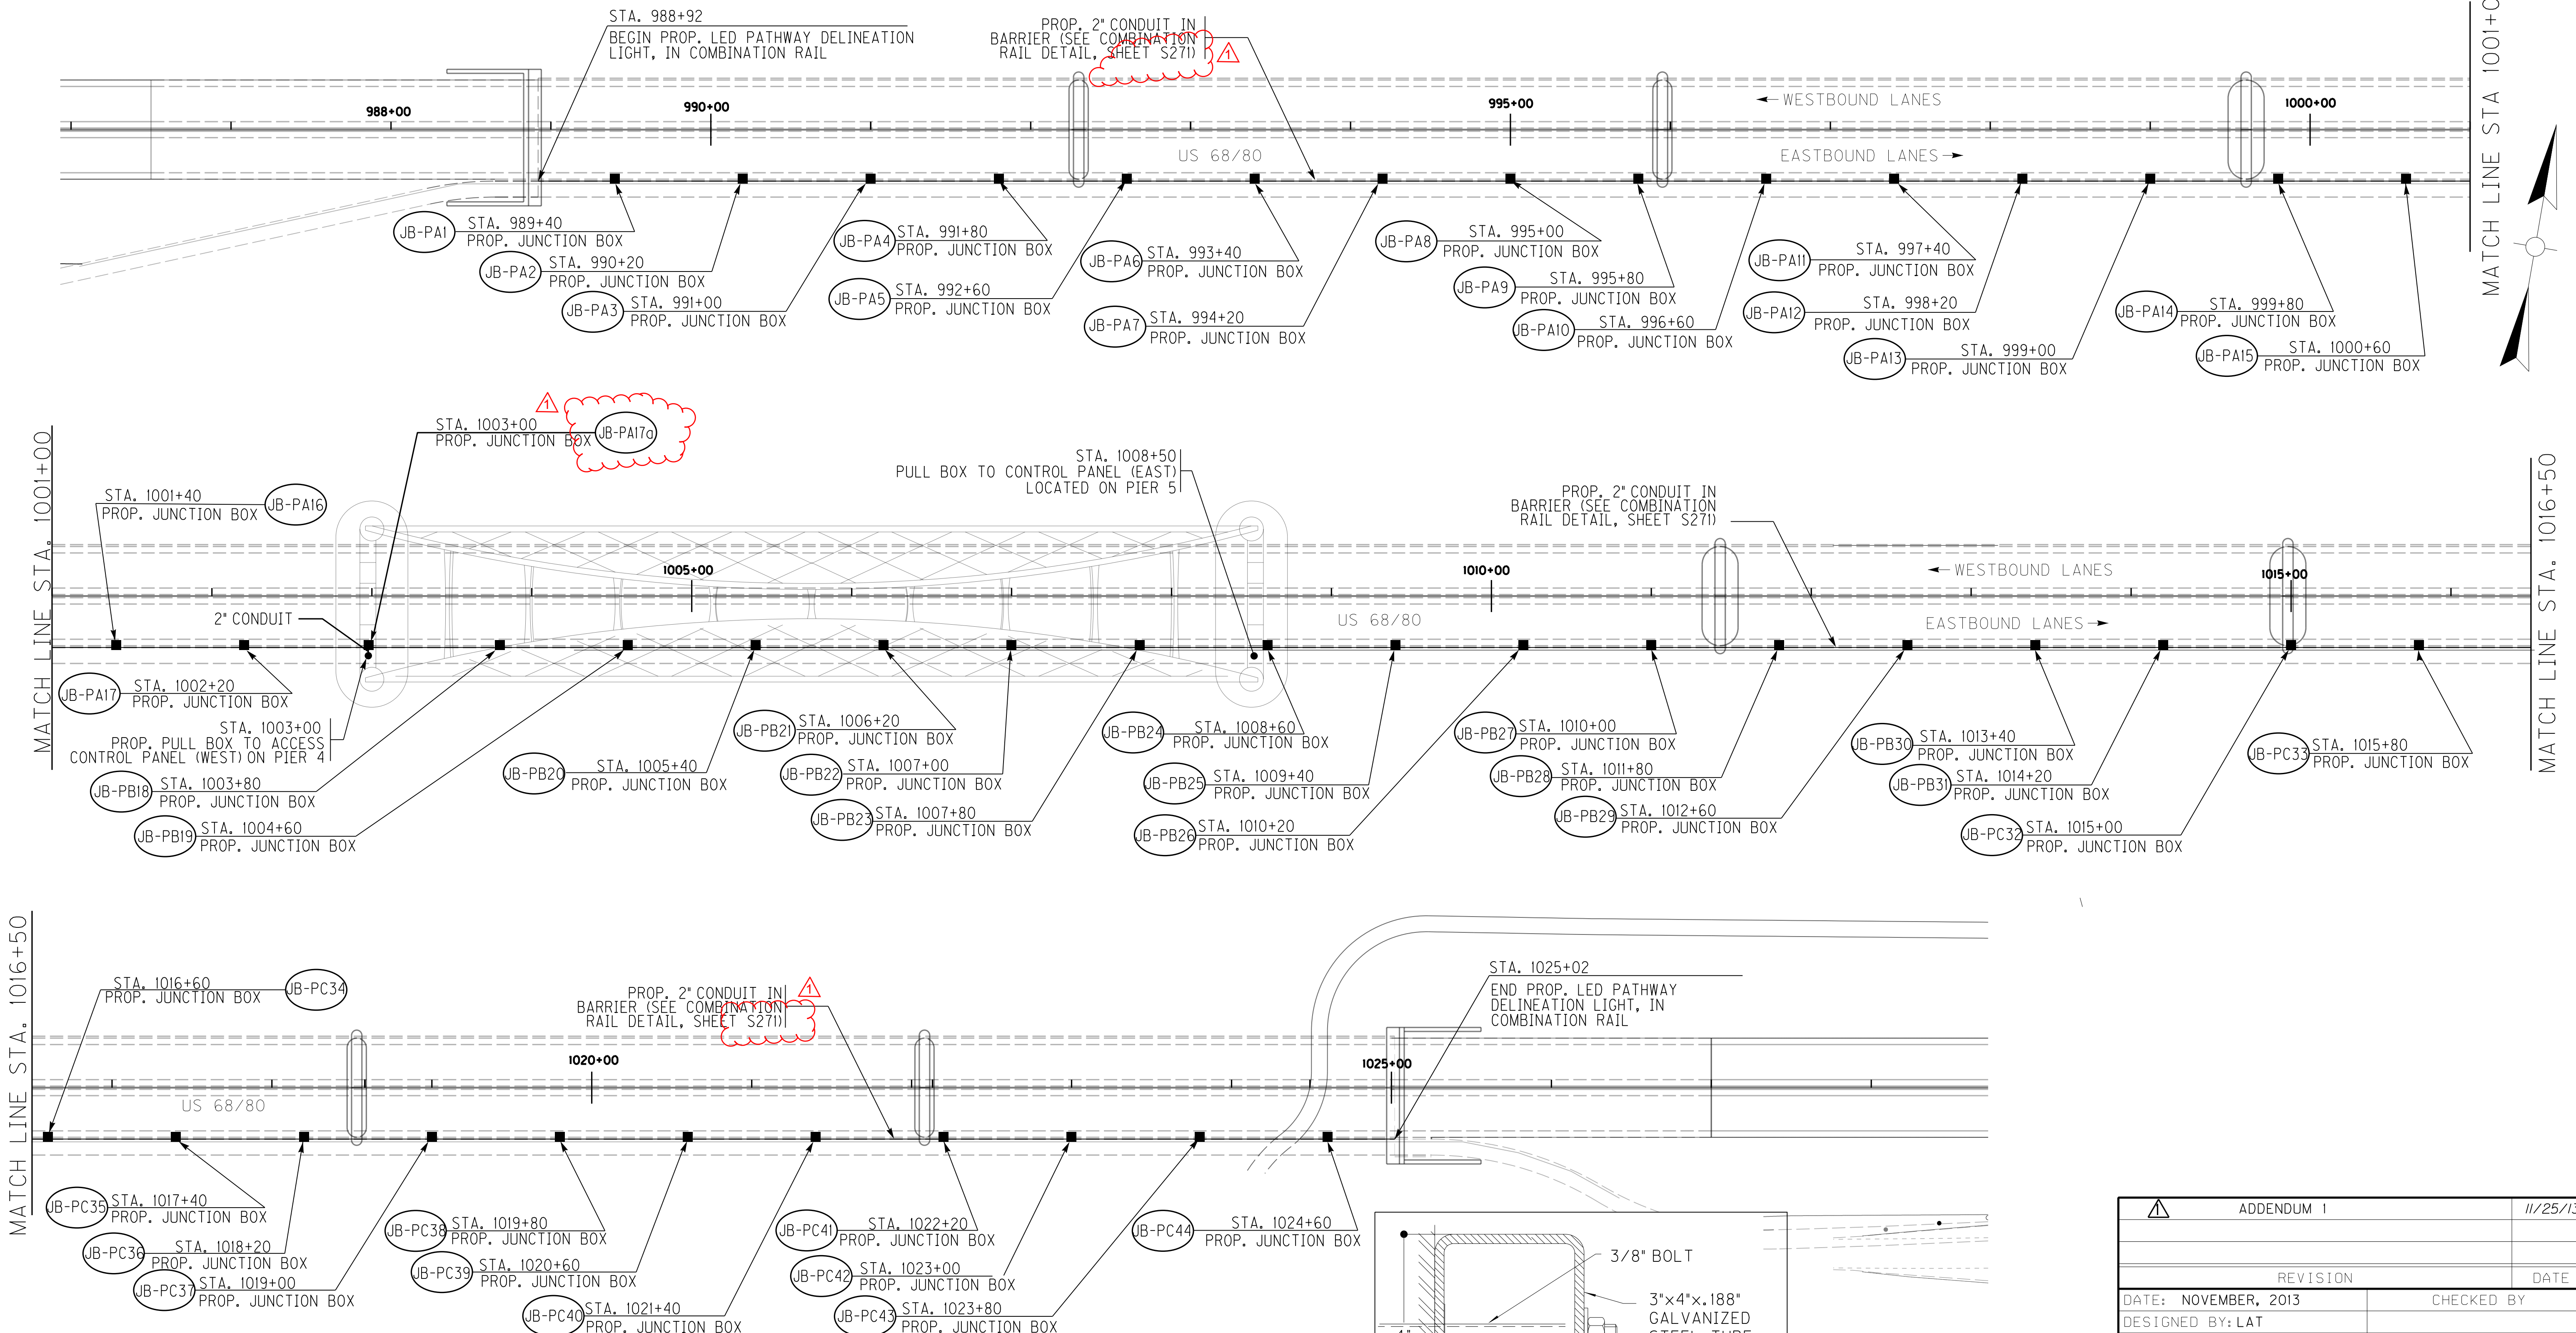 STA. 988+92
BEGIN PROP. LED PATHWAY DELINEATION
LIGHT, IN COMBINATION RAIL
PROP. 2" CONDUIT IN
BARRIER (SEE COMBINATION
RAIL DETAIL, SHEET S271)
1
988+00
990+00
995+00
1000+00
WESTBOUND LANES
US 68/80
EASTBOUND LANES
MATCH LINE STA 1001+0
JB-PA1
STA. 989+40
PROP. JUNCTION BOX
JB-PA2
STA. 990+20
PROP. JUNCTION BOX
JB-PA3
STA. 991+00
PROP. JUNCTION BOX
JB-PA4
STA. 991+80
PROP. JUNCTION BOX
JB-PA5
STA. 992+60
PROP. JUNCTION BOX
JB-PA6
STA. 993+40
PROP. JUNCTION BOX
JB-PA7
STA. 994+20
PROP. JUNCTION BOX
JB-PA8
STA. 995+00
PROP. JUNCTION BOX
JB-PA9
STA. 995+80
PROP. JUNCTION BOX
JB-PA10
STA. 996+60
PROP. JUNCTION BOX
JB-PA11
STA. 997+40
PROP. JUNCTION BOX
JB-PA12
STA. 998+20
PROP. JUNCTION BOX
JB-PA13
STA. 999+00
PROP. JUNCTION BOX
JB-PA14
STA. 999+80
PROP. JUNCTION BOX
JB-PA15
STA. 1000+60
PROP. JUNCTION BOX
MATCH LINE STA. 1001+00
STA. 1001+40
PROP. JUNCTION BOX
JB-PA16
1
STA. 1003+00
PROP. JUNCTION BOX
JB-PA17a
STA. 1008+50
PULL BOX TO CONTROL PANEL (EAST)
LOCATED ON PIER 5
PROP. 2" CONDUIT IN
BARRIER (SEE COMBINATION
RAIL DETAIL, SHEET S271)
1005+00
1010+00
1015+00
WESTBOUND LANES
2" CONDUIT
US 68/80
EASTBOUND LANES
MATCH LINE STA. 1016+50
JB-PA17
STA. 1002+20
PROP. JUNCTION BOX
STA. 1003+00
PROP. PULL BOX TO ACCESS
CONTROL PANEL (WEST) ON PIER 4
JB-PB18
STA. 1003+80
PROP. JUNCTION BOX
JB-PB19
STA. 1004+60
PROP. JUNCTION BOX
JB-PB20
STA. 1005+40
PROP. JUNCTION BOX
JB-PB21
STA. 1006+20
PROP. JUNCTION BOX
JB-PB22
STA. 1007+00
PROP. JUNCTION BOX
JB-PB23
STA. 1007+80
PROP. JUNCTION BOX
JB-PB24
STA. 1008+60
PROP. JUNCTION BOX
JB-PB25
STA. 1009+40
PROP. JUNCTION BOX
JB-PB26
STA. 1010+20
PROP. JUNCTION BOX
JB-PB27
STA. 1010+00
PROP. JUNCTION BOX
JB-PB28
STA. 1011+80
PROP. JUNCTION BOX
JB-PB29
STA. 1012+60
PROP. JUNCTION BOX
JB-PB30
STA. 1013+40
PROP. JUNCTION BOX
JB-PB31
STA. 1014+20
PROP. JUNCTION BOX
JB-PC32
STA. 1015+00
PROP. JUNCTION BOX
JB-PC33
STA. 1015+80
PROP. JUNCTION BOX
MATCH LINE STA. 1016+50
STA. 1016+60
PROP. JUNCTION BOX
JB-PC34
PROP. 2" CONDUIT IN
BARRIER (SEE COMBINATION
RAIL DETAIL, SHEET S271)
1
STA. 1025+02
END PROP. LED PATHWAY
DELINEATION LIGHT, IN
COMBINATION RAIL
1020+00
1025+00
US 68/80
JB-PC35
STA. 1017+40
PROP. JUNCTION BOX
JB-PC36
STA. 1018+20
PROP. JUNCTION BOX
JB-PC37
STA. 1019+00
PROP. JUNCTION BOX
JB-PC38
STA. 1019+80
PROP. JUNCTION BOX
JB-PC39
STA. 1020+60
PROP. JUNCTION BOX
JB-PC40
STA. 1021+40
PROP. JUNCTION BOX
JB-PC41
STA. 1022+20
PROP. JUNCTION BOX
JB-PC42
STA. 1023+00
PROP. JUNCTION BOX
JB-PC43
STA. 1023+80
PROP. JUNCTION BOX
JB-PC44
STA. 1024+60
PROP. JUNCTION BOX
3/8" BOLT
3"x4"x.188"
GALVANIZED
STEEL TUBE
4"
1 ADDENDUM 1 11/25/13
REVISION DATE
DATE: NOVEMBER, 2013 CHECKED BY
DESIGNED BY: LAT